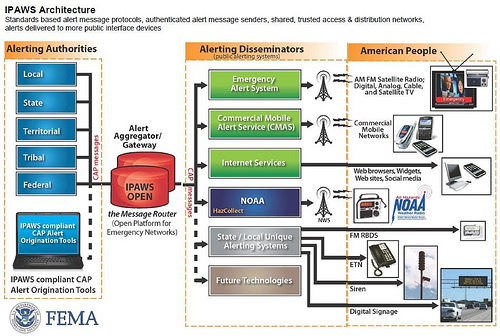 IPAWS Architecture
Standards based alert message protocols, authenticated alert message senders, shared, trusted access & distribution networks,
alerts delivered to more public interface devices
Alerting Authorities
Local
State
Territorial
Tribal
Federal
IPAWS compliant
CAP Alert
Origination Tools
IPAWS compliant CAP
Alert Origination Tools
CAP messages
Alert
Aggregator/
Gateway
IPAWS
OPEN
the Message Router
(Open Platform for
Emergency Networks)
CAP messages
Alerting Disseminators
(public alerting systems)
Emergency
Alert System
Commercial Mobile
Alert Service (CMAS)
Internet Services
NOAA
HazCollect
State / Local Unique
Alerting Systems
Future Technologies
NWS
American People
AM FM Satellite Radio;
Digital, Analog, Cable,
and Satellite TV
Emergency
Commercial
Mobile
Networks
Web browsers, Widgets,
Web sites, Social media
NOAA
Weather Radio
FM RBDS
ETN
Siren
Digital Signage
FEMA